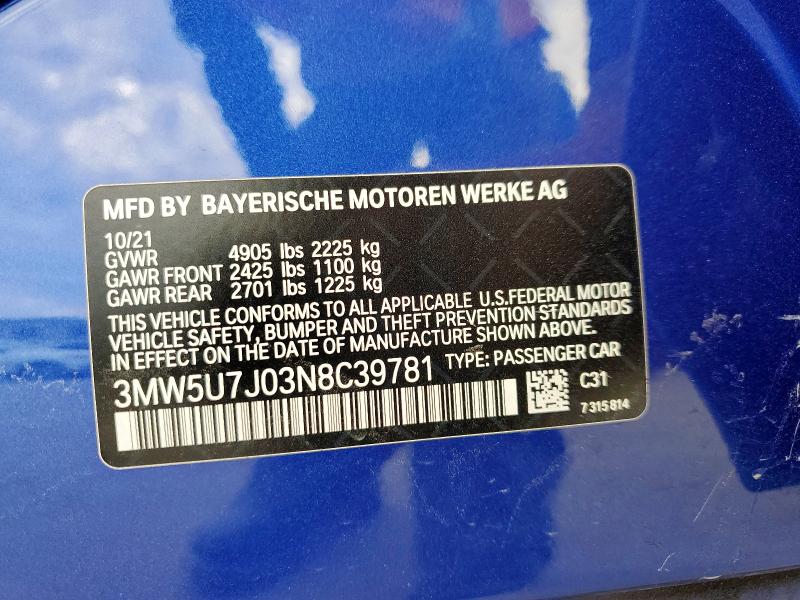 MFD BY BAYERISCHE MOTOREN WERKE AG
10/21
GVWR 4905 lbs 2225 kg
GAWR FRONT 2425 lbs 1100 kg
GAWR REAR 2701 lbs 1225 kg
THIS VEHICLE CONFORMS TO ALL APPLICABLE U.S.FEDERAL MOTOR
VEHICLE SAFETY, BUMPER AND THEFT PREVENTION STANDARDS
IN EFFECT ON THE DATE OF MANUFACTURE SHOWN ABOVE.
3MW5U7J03N8C39781 TYPE: PASSENGER CAR
C31
7315814